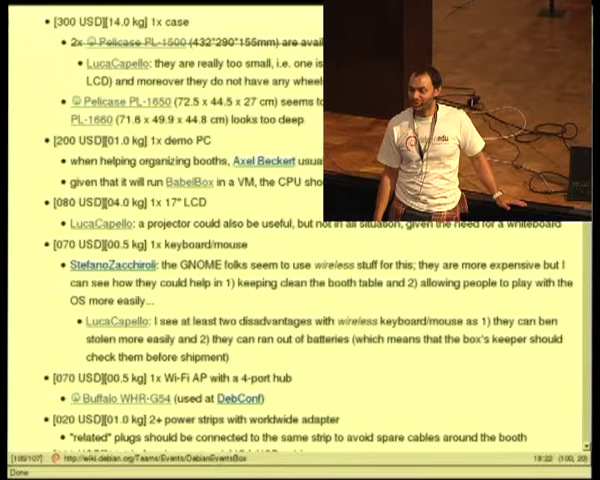 [300 USD][14.0 kg] 1x case
2x Pelicase PL-1500 (432*290*155mm) are avai
LucaCapello: they are really too small, i.e. one is
LCD) and moreover they do not have any wheel
Pelicase PL-1650 (72.5 x 44.5 x 27 cm) seems to
PL-1660 (71.6 x 49.9 x 44.8 cm) looks too deep
[200 USD][01.0 kg] 1x demo PC
when helping organizing booths, Axel Beckert usua
given that it will run BabelBox in a VM, the CPU sho
[080 USD][04.0 kg] 1x 17" LCD
LucaCapello: a projector could also be useful, but not in all situation, given the need for a whiteboard
[070 USD][00.5 kg] 1x keyboard/mouse
StefanoZacchiroli: the GNOME folks seem to use wireless stuff for this; they are more expensive but I
can see how they could help in 1) keeping clean the booth table and 2) allowing people to play with the
OS more easily...
LucaCapello: I see at least two disadvantages with wireless keyboard/mouse as 1) they can ben
stolen more easily and 2) they can ran out of batteries (which means that the box's keeper should
check them before shipment)
[070 USD][00.5 kg] 1x Wi-Fi AP with a 4-port hub
Buffalo WHR-G54 (used at DebConf)
[020 USD][01.0 kg] 2+ power strips with worldwide adapter
"related" plugs should be connected to the same strip to avoid spare cables around the booth
http://wiki.debian.org/Teams/Events/DebianEventsBox
Done